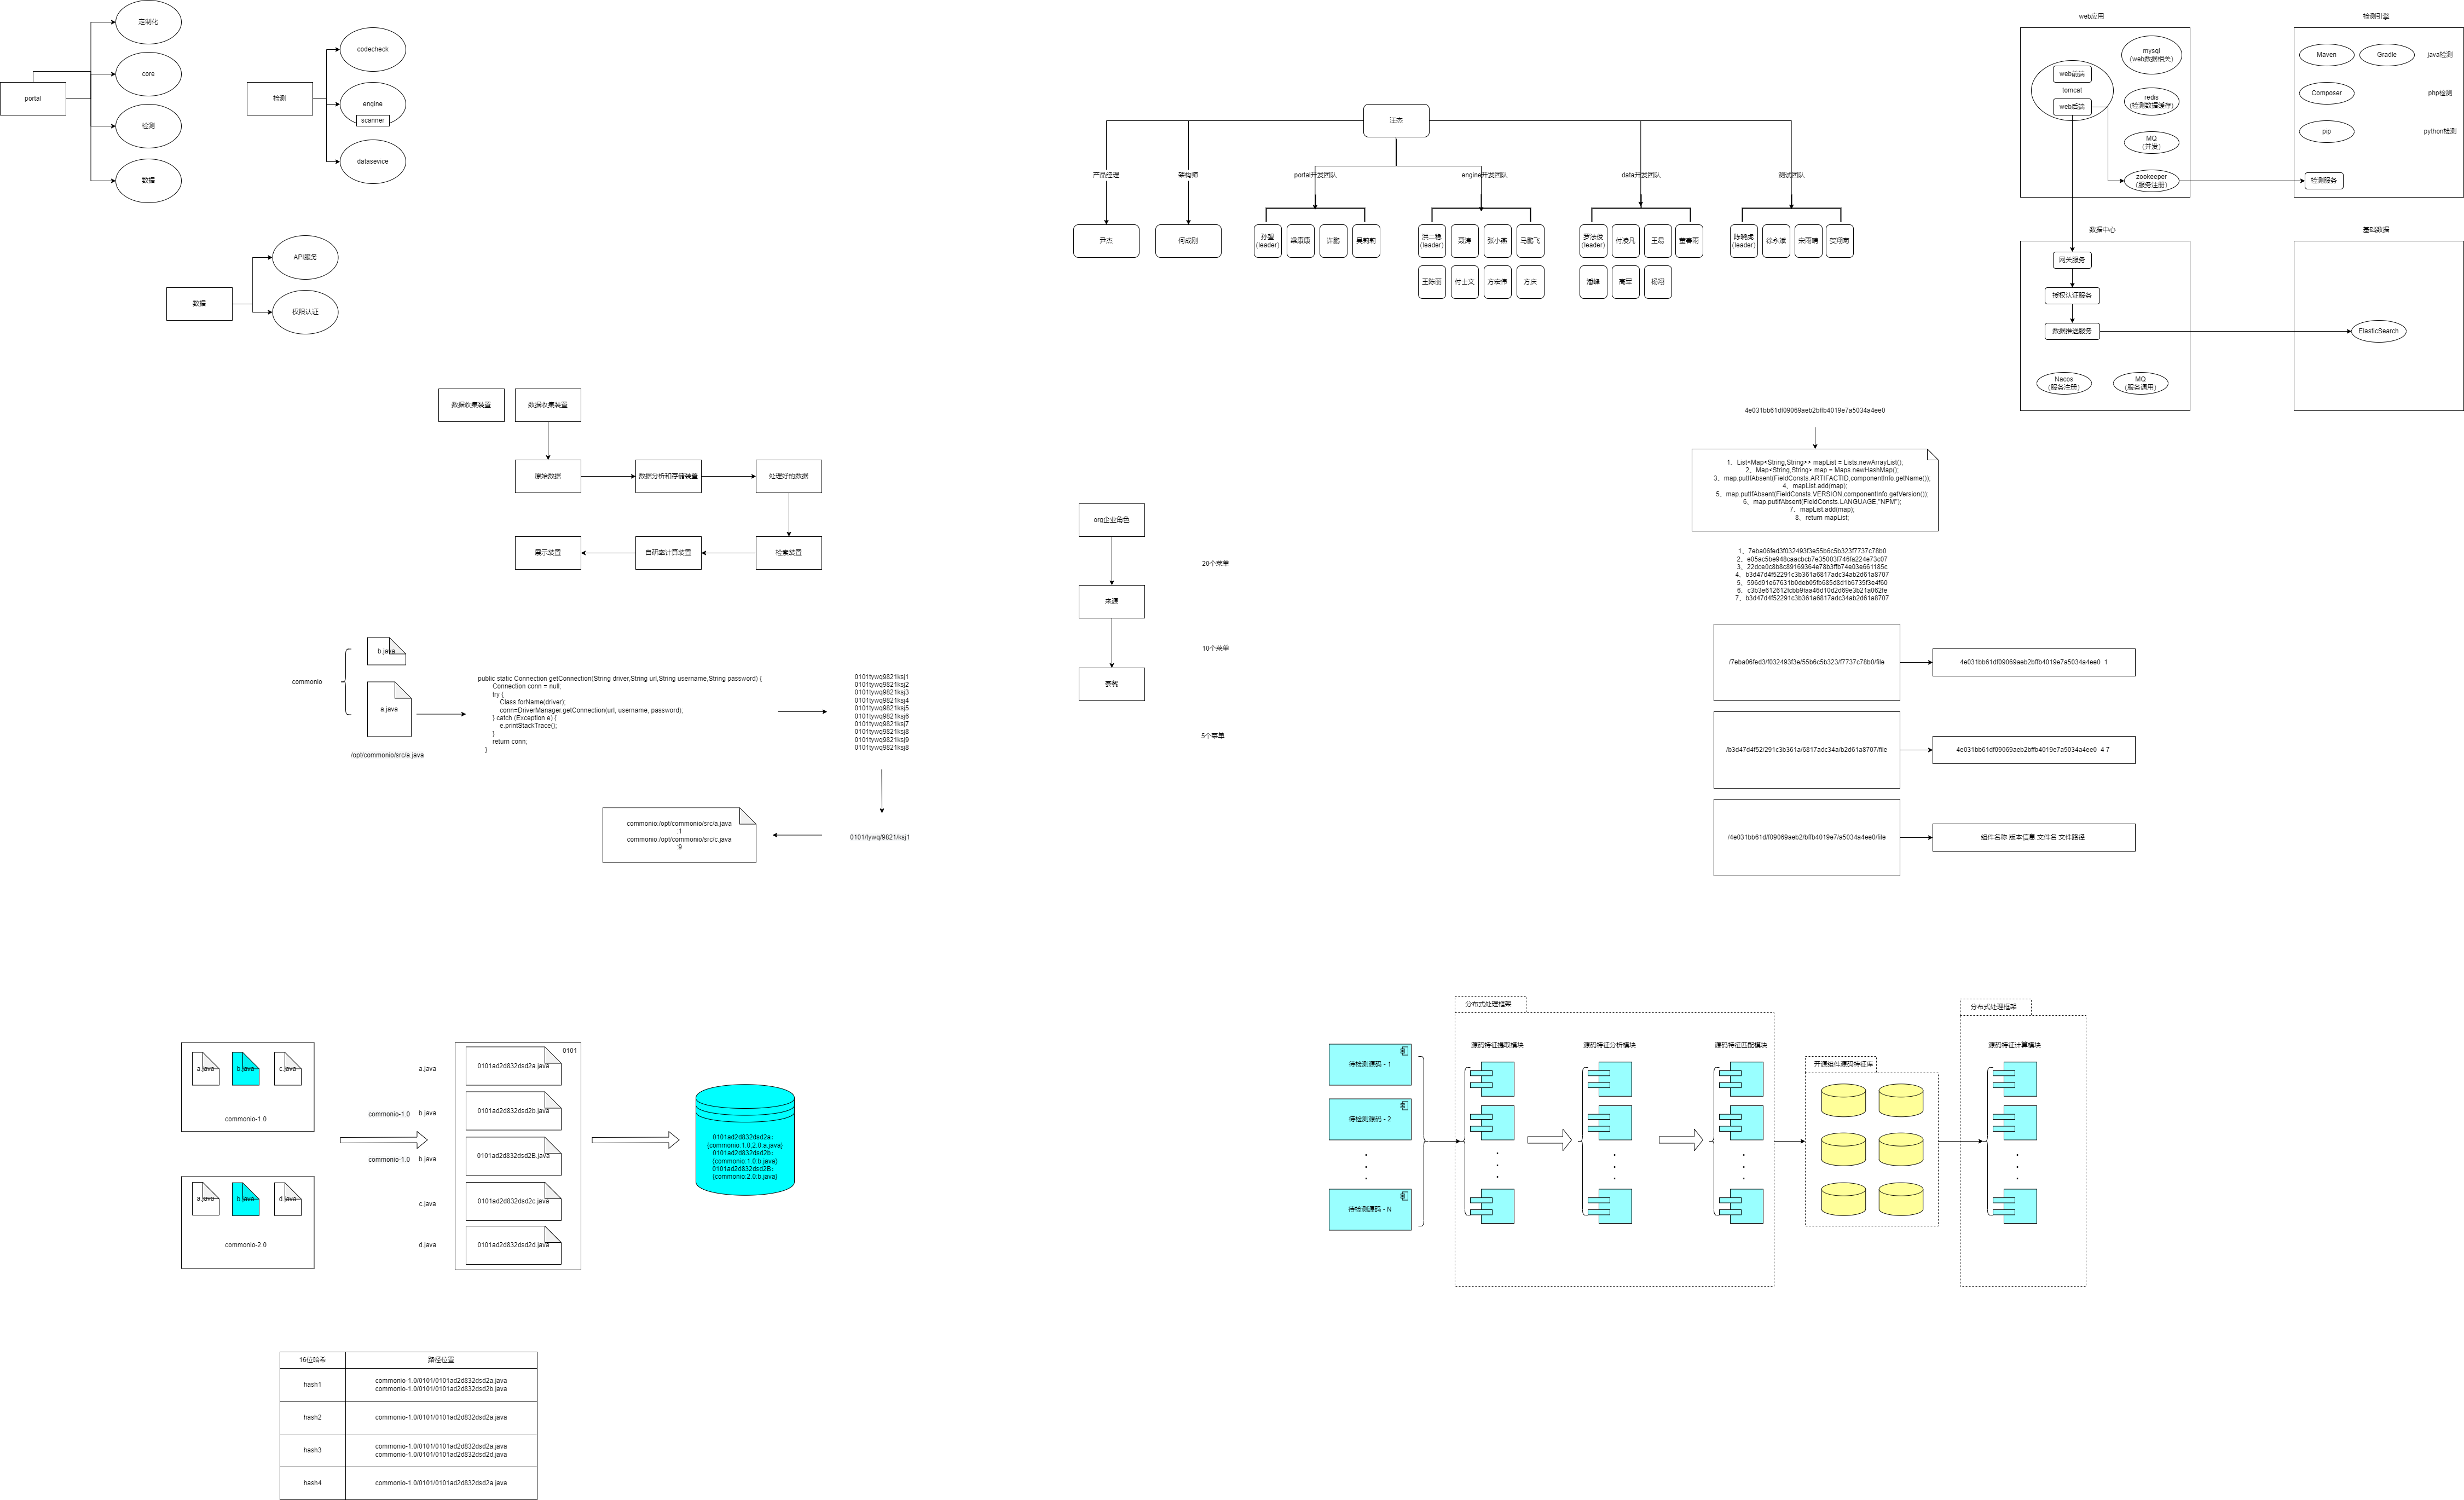 定制化
core
portal
检测
数据
codecheck
检测
engine
scanner
datasevice
API服务
数据
权限认证
汪杰
产品经理
架构师
portal开发团队
engine开发团队
data开发团队
测试团队
尹杰
何成刚
孙望
(leader)
梁康康
许鹏
吴莉莉
洪二稳
(leader)
聂涛
张小燕
马鹏飞
王陈丽
付士文
方宏伟
方庆
罗法俊
(leader)
付凌凡
王易
董春雨
潘峰
高军
杨翔
陈晓虎
(leader)
徐永斌
宋雨晴
贺翔菊
web应用
mysql
(web数据相关)
web前端
tomcat
web后端
redis
(检测数据缓存)
MQ
(并发)
zookeeper
(服务注册)
检测引擎
Maven
Gradle
java检测
Composer
php检测
pip
python检测
检测服务
数据中心
网关服务
授权认证服务
数据推送服务
Nacos
(服务注册)
MQ
(服务调用)
基础数据
ElasticSearch
数据收集装置
数据收集装置
原始数据
数据分析和存储装置
处理好的数据
展示装置
自研率计算装置
检索装置
org企业角色
20个菜单
来源
10个菜单
套餐
5个菜单
4e031bb61df09069aeb2bffb4019e7a5034a4ee0
1、List<Map<String,String>> mapList = Lists.newArrayList();
2、Map<String,String> map = Maps.newHashMap();
3、map.putIfAbsent(FieldConsts.ARTIFACTID,componentInfo.getName());
4、mapList.add(map);
5、map.putIfAbsent(FieldConsts.VERSION,componentInfo.getVersion());
6、map.putIfAbsent(FieldConsts.LANGUAGE,"NPM");
7、mapList.add(map);
8、return mapList;
1、7eba06fed3f032493f3e55b6c5b323f7737c78b0
2、e05ac5be948caacbcb7e35003f746fa224e73c07
3、22dce0c8b8c89169364e78b3ffb74e03e661185c
4、b3d47d4f52291c3b361a6817adc34ab2d61a8707
5、596d91e67631b0deb05fb685d8d1b6735f3e4f60
6、c3b3e612612fcbb9faa46d10d2d69e3b21a062fe
7、b3d47d4f52291c3b361a6817adc34ab2d61a8707
/7eba06fed3/f032493f3e/55b6c5b323/f7737c78b0/file
4e031bb61df09069aeb2bffb4019e7a5034a4ee0 1
/b3d47d4f52/291c3b361a/6817adc34a/b2d61a8707/file
4e031bb61df09069aeb2bffb4019e7a5034a4ee0 4 7
/4e031bb61d/f09069aeb2/bffb4019e7/a5034a4ee0/file
组件名称 版本信息 文件名 文件路径
commonio
b.java
a.java
/opt/commonio/src/a.java
public static Connection getConnection(String driver,String url,String username,String password) {
Connection conn = null;
try {
Class.forName(driver);
conn=DriverManager.getConnection(url, username, password);
} catch (Exception e) {
e.printStackTrace();
}
return conn;
}
0101tywq9821ksj1
0101tywq9821ksj2
0101tywq9821ksj3
0101tywq9821ksj4
0101tywq9821ksj5
0101tywq9821ksj6
0101tywq9821ksj7
0101tywq9821ksj8
0101tywq9821ksj9
0101tywq9821ksj8
commonio:/opt/commonio/src/a.java
:1
commonio:/opt/commonio/src/c.java
:9
0101/tywq/9821/ksj1
a.java
b.java
c.java
commonio-1.0
a.java
b.java
d.java
commonio-2.0
a.java
commonio-1.0
b.java
commonio-1.0
b.java
c.java
d.java
0101
0101ad2d832dsd2a.java
0101ad2d832dsd2b.java
0101ad2d832dsd2B.java
0101ad2d832dsd2c.java
0101ad2d832dsd2d.java
0101ad2d832dsd2a:
{commonio:1.0,2.0:a.java}
0101ad2d832dsd2b:
{commonio:1.0:b.java}
0101ad2d832dsd2B:
{commonio:2.0:b.java}
待检测源码 - 1
待检测源码 - 2
待检测源码 - N
分布式处理框架
源码特征提取模块
源码特征分析模块
源码特征匹配模块
开源组件源码特征库
分布式处理框架
源码特征计算模块
16位哈希
路径位置
hash1
commonio-1.0/0101/0101ad2d832dsd2a.java
commonio-1.0/0101/0101ad2d832dsd2b.java
hash2
commonio-1.0/0101/0101ad2d832dsd2a.java
hash3
commonio-1.0/0101/0101ad2d832dsd2a.java
commonio-1.0/0101/0101ad2d832dsd2d.java
hash4
commonio-1.0/0101/0101ad2d832dsd2a.java